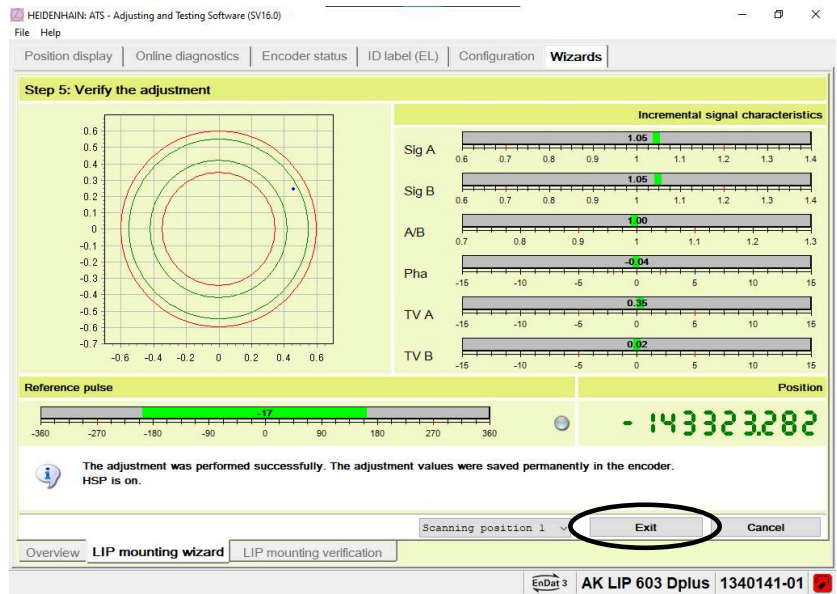 HEIDENHAIN: ATS - Adjusting and Testing Software (SV16.0)
File Help
Position display Online diagnostics Encoder status ID label (EL) Configuration Wizards
Step 5: Verify the adjustment
Incremental signal characteristics
0.6
0.5
0.4
0.3
0.2
0.1
0
-0.1
-0.2
-0.3
-0.4
-0.5
-0.6
-0.7
-0.6 -0.4 -0.2 0 0.2 0.4 0.6
Sig A
1.05
0.6 0.7 0.8 0.9 1 1.1 1.2 1.3 1.4
Sig B
1.05
0.6 0.7 0.8 0.9 1 1.1 1.2 1.3 1.4
A/B
1.00
0.7 0.8 0.9 1 1.1 1.2 1.3
Pha
-0.04
-15 -10 -5 0 5 10 15
TV A
0.35
-15 -10 -5 0 5 10 15
TV B
0.02
-15 -10 -5 0 5 10 15
Reference pulse
-17
-360 -270 -180 -90 0 90 180 270 360
Position
- 143323.282
The adjustment was performed successfully. The adjustment values were saved permanently in the encoder.
HSP is on.
Scanning position 1 Exit Cancel
Overview LIP mounting wizard LIP mounting verification
EnDat 3 AK LIP 603 Dplus 1340141-01